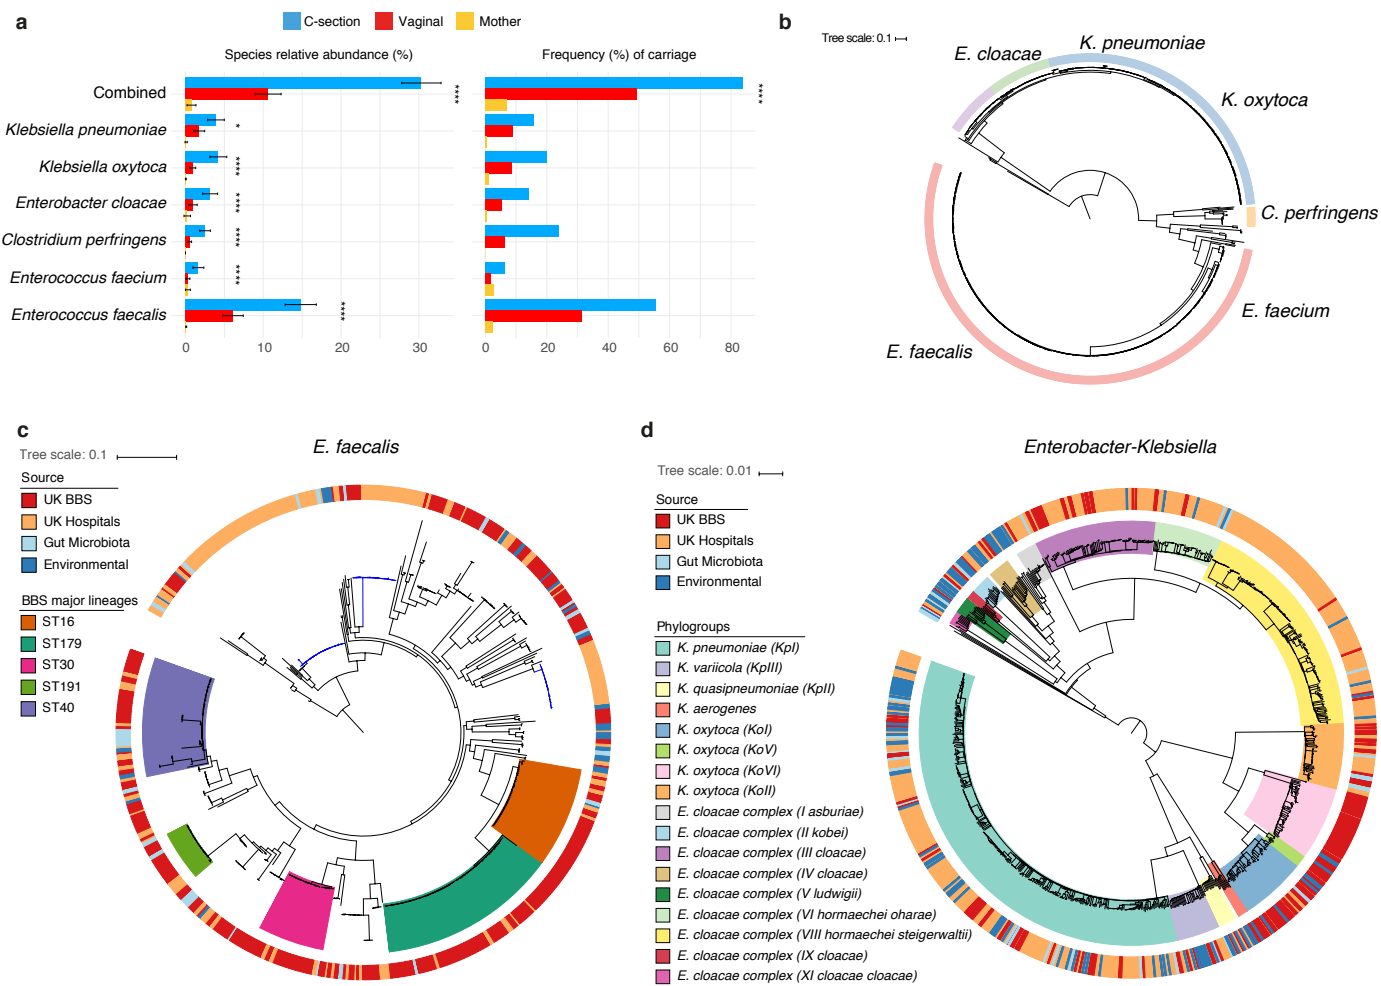 a
C-section
Vaginal
Mother
Species relative abundance (%)
Frequency (%) of carriage
Combined
Klebsiella pneumoniae
Klebsiella oxytoca
Enterobacter cloacae
Clostridium perfringens
Enterococcus faecium
Enterococcus faecalis
****
*
****
****
****
****
****
****
0 10 20 30
0 20 40 60 80
b
Tree scale: 0.1
E. cloacae
K. pneumoniae
K. oxytoca
C. perfringens
E. faecium
E. faecalis
c
E. faecalis
Tree scale: 0.1
Source
UK BBS
UK Hospitals
Gut Microbiota
Environmental
BBS major lineages
ST16
ST179
ST30
ST191
ST40
d
Enterobacter-Klebsiella
Tree scale: 0.01
Source
UK BBS
UK Hospitals
Gut Microbiota
Environmental
Phylogroups
K. pneumoniae (KpI)
K. variicola (KpIII)
K. quasipneumoniae (KpII)
K. aerogenes
K. oxytoca (KoI)
K. oxytoca (KoV)
K. oxytoca (KoVI)
K. oxytoca (KoII)
E. cloacae complex (I asburiae)
E. cloacae complex (II kobei)
E. cloacae complex (III cloacae)
E. cloacae complex (IV cloacae)
E. cloacae complex (V ludwigii)
E. cloacae complex (VI hormaechei oharae)
E. cloacae complex (VIII hormaechei steigerwaltii)
E. cloacae complex (IX cloacae)
E. cloacae complex (XI cloacae cloacae)